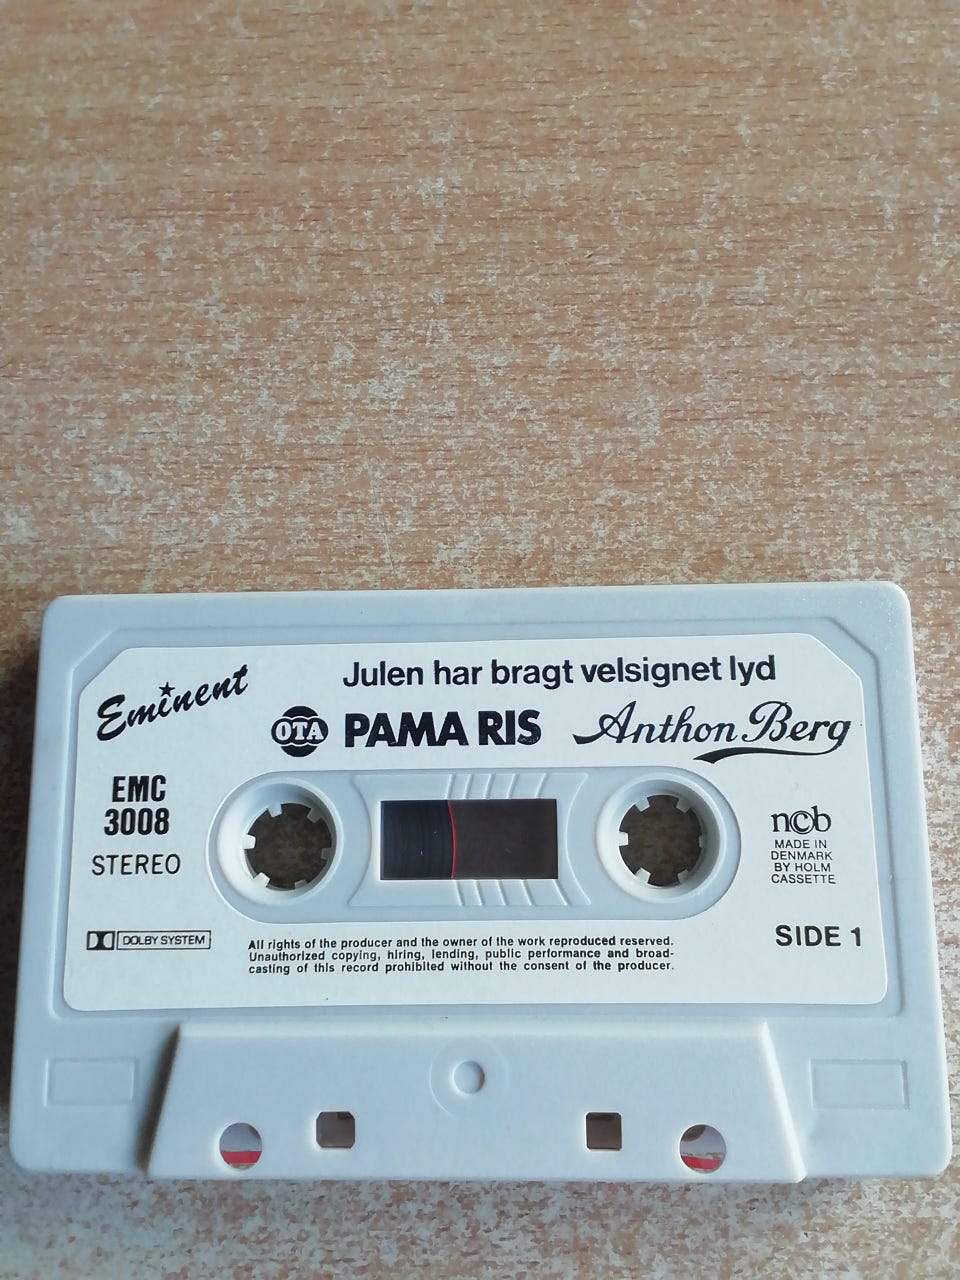 Eminent
Julen har bragt velsignet lyd
OTA PAMA RIS Anthon Berg
EMC
3008
STEREO
ncb
MADE IN
DENMARK
BY HOLM
CASSETTE
DOLBY SYSTEM
All rights of the producer and the owner of the work reproduced reserved.
Unauthorized copying, hiring, lending, public performance and broad-
casting of this record prohibited without the consent of the producer.
SIDE 1